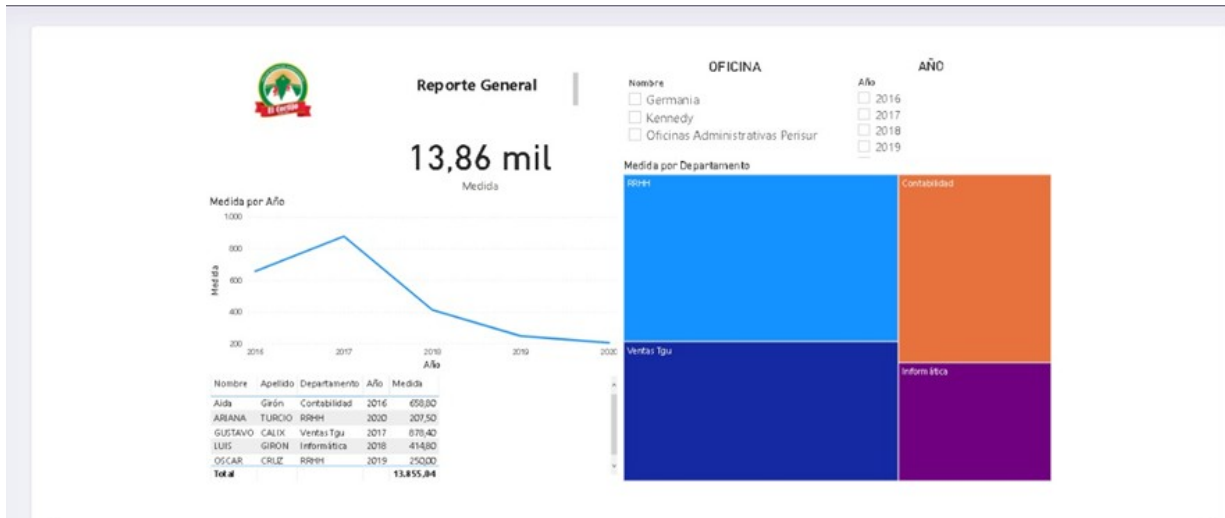 El Corrillo
Reporte General
13,86 mil
Medida
OFICINA
Nombre
Germania
Kennedy
Oficinas Administrativas Perisur
AÑO
Año
2016
2017
2018
2019
Medida por Año
Medida
1000
800
600
400
200
2016 2017 2018 2019 2020
Año
Nombre Apellido Departamento Año Medida
Aida Girón Contabilidad 2016 658,80
ARIANA TURCIO RRHH 2020 207,50
GUSTAVO CALIX Ventas Tgu 2017 878,40
LUIS GIRON Informática 2018 414,80
OSCAR CRUZ RRHH 2019 250,00
Total 13.855,04
Medida por Departamento
RRHH
Contabilidad
Ventas Tgu
Informática